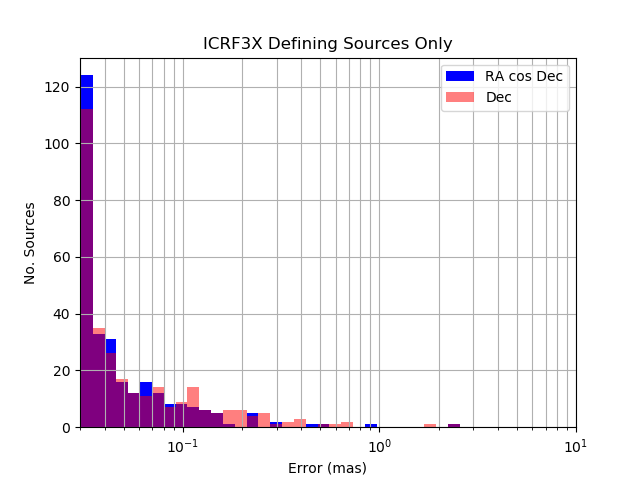 ICRF3X Defining Sources Only
RA cos Dec
Dec
120
100
80
60
40
20
0
No. Sources
10⁻¹
10⁰
10¹
Error (mas)